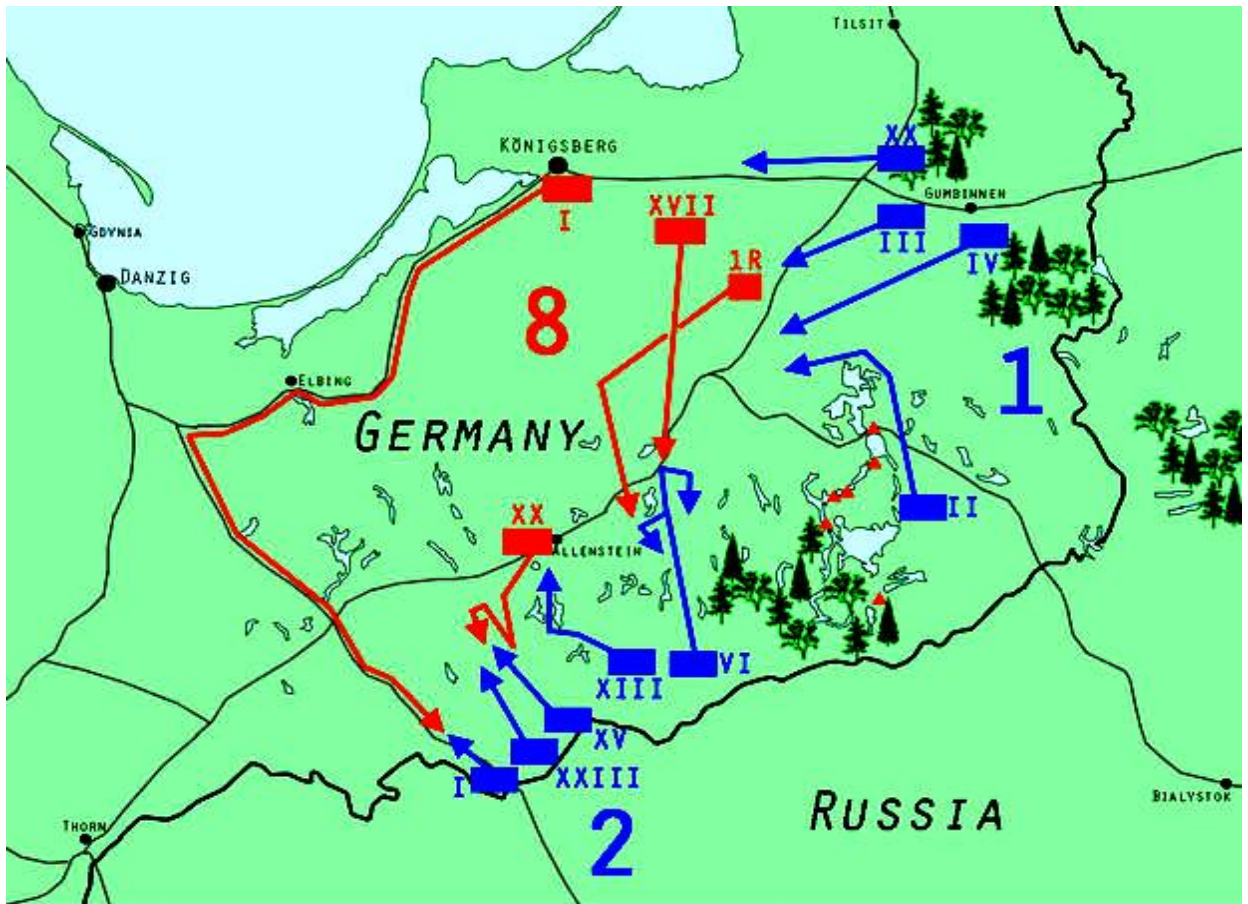 TILSIT
KÖNIGSBERG
XX
GUMBINNEN
I
XVII
III
IV
GDYNIA
DANZIG
1R
8
1
ELBING
GERMANY
XX
II
ALLENSTEIN
XIII
VI
XV
XXIII
I
BIALYSTOK
RUSSIA
THORN
2